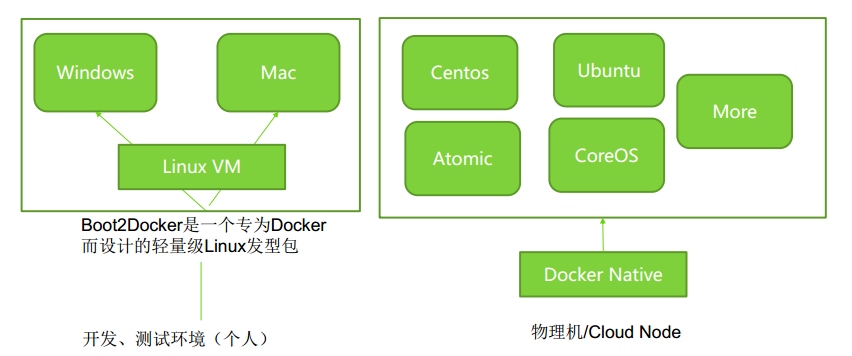 Windows
Mac
Linux VM
Boot2Docker是一个专为Docker
而设计的轻量级Linux发型包
开发、测试环境（个人）
Centos
Ubuntu
More
Atomic
CoreOS
Docker Native
物理机/Cloud Node